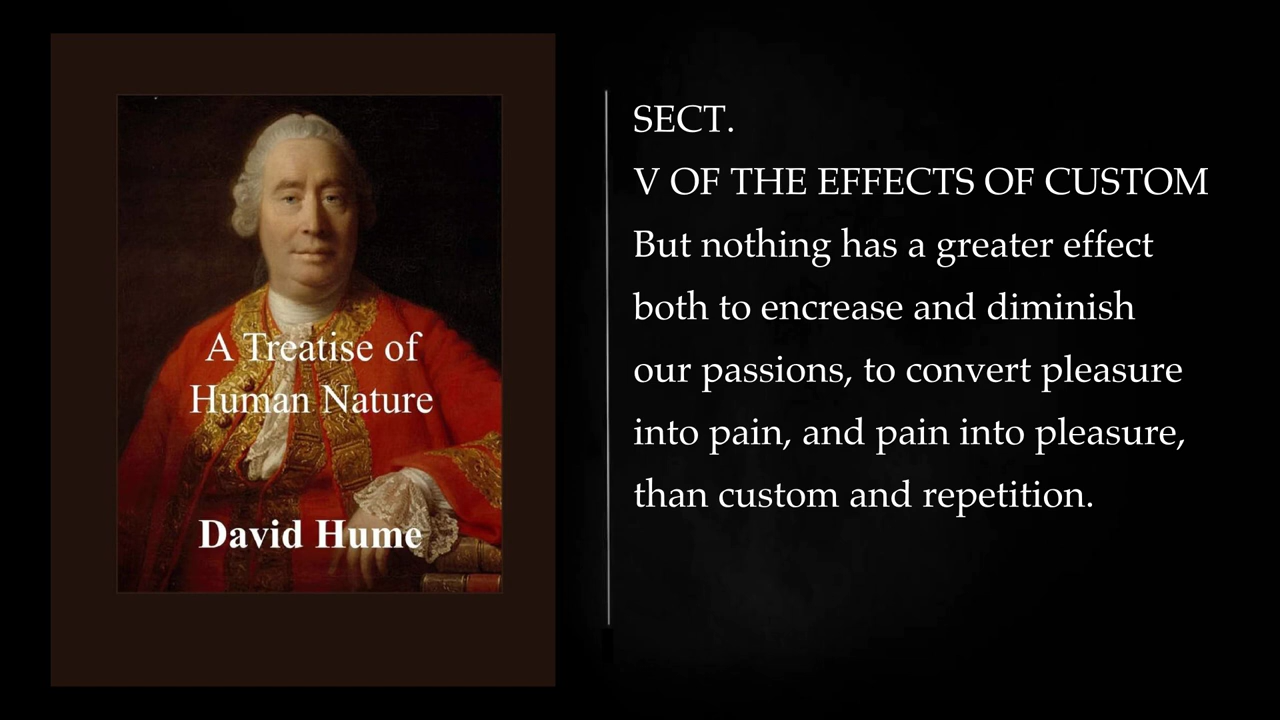 A Treatise of
Human Nature
David Hume
SECT.
V OF THE EFFECTS OF CUSTOM
But nothing has a greater effect
both to encrease and diminish
our passions, to convert pleasure
into pain, and pain into pleasure,
than custom and repetition.